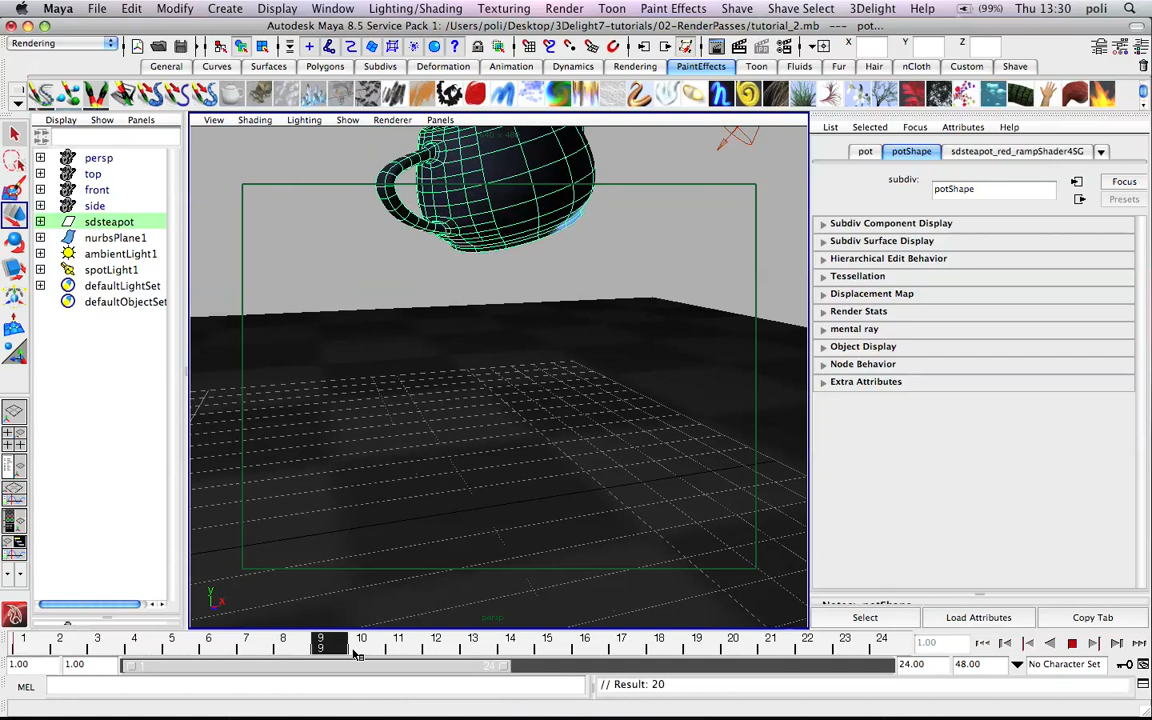 Maya File Edit Modify Create Display Window Lighting/Shading Texturing Render Toon Paint Effects Shave Shave Select 3Delight Help (99%) Thu 13:30 poli
Autodesk Maya 8.5 Service Pack 1: /Users/poli/Desktop/3Delight7-tutorials/02-RenderPasses/tutorial_2.mb --- pot...
Rendering X Y Z
General Curves Surfaces Polygons Subdivs Deformation Animation Dynamics Rendering PaintEffects Toon Fluids Fur Hair nCloth Custom Shave
Display Show Panels
View Shading Lighting Show Renderer Panels
List Selected Focus Attributes Help
persp
top
front
side
sdsteapot
nurbsPlane1
ambientLight1
spotLight1
defaultLightSet
defaultObjectSet
y
x
persp
pot potShape sdsteapot_red_rampShader4SG
subdiv: potShape Focus
Presets
Subdiv Component Display
Subdiv Surface Display
Hierarchical Edit Behavior
Tessellation
Displacement Map
Render Stats
mental ray
Object Display
Node Behavior
Extra Attributes
Select Load Attributes Copy Tab
1 2 3 4 5 6 7 8 9 10 11 12 13 14 15 16 17 18 19 20 21 22 23 24 1.00
9
1.00 1.00 1 24 24.00 48.00 No Character Set
MEL // Result: 20